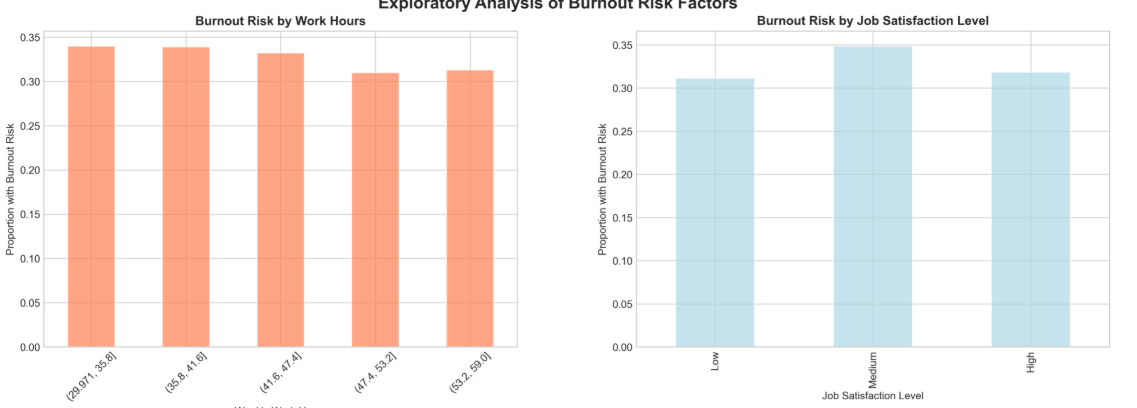 Exploratory Analysis of Burnout Risk Factors
Burnout Risk by Work Hours
Proportion with Burnout Risk
0.35
0.30
0.25
0.20
0.15
0.10
0.05
0.00
(29.971, 35.8]
(35.8, 41.6]
(41.6, 47.4]
(47.4, 53.2]
(53.2, 59.0]
Burnout Risk by Job Satisfaction Level
Proportion with Burnout Risk
0.35
0.30
0.25
0.20
0.15
0.10
0.05
0.00
Low
Medium
High
Job Satisfaction Level